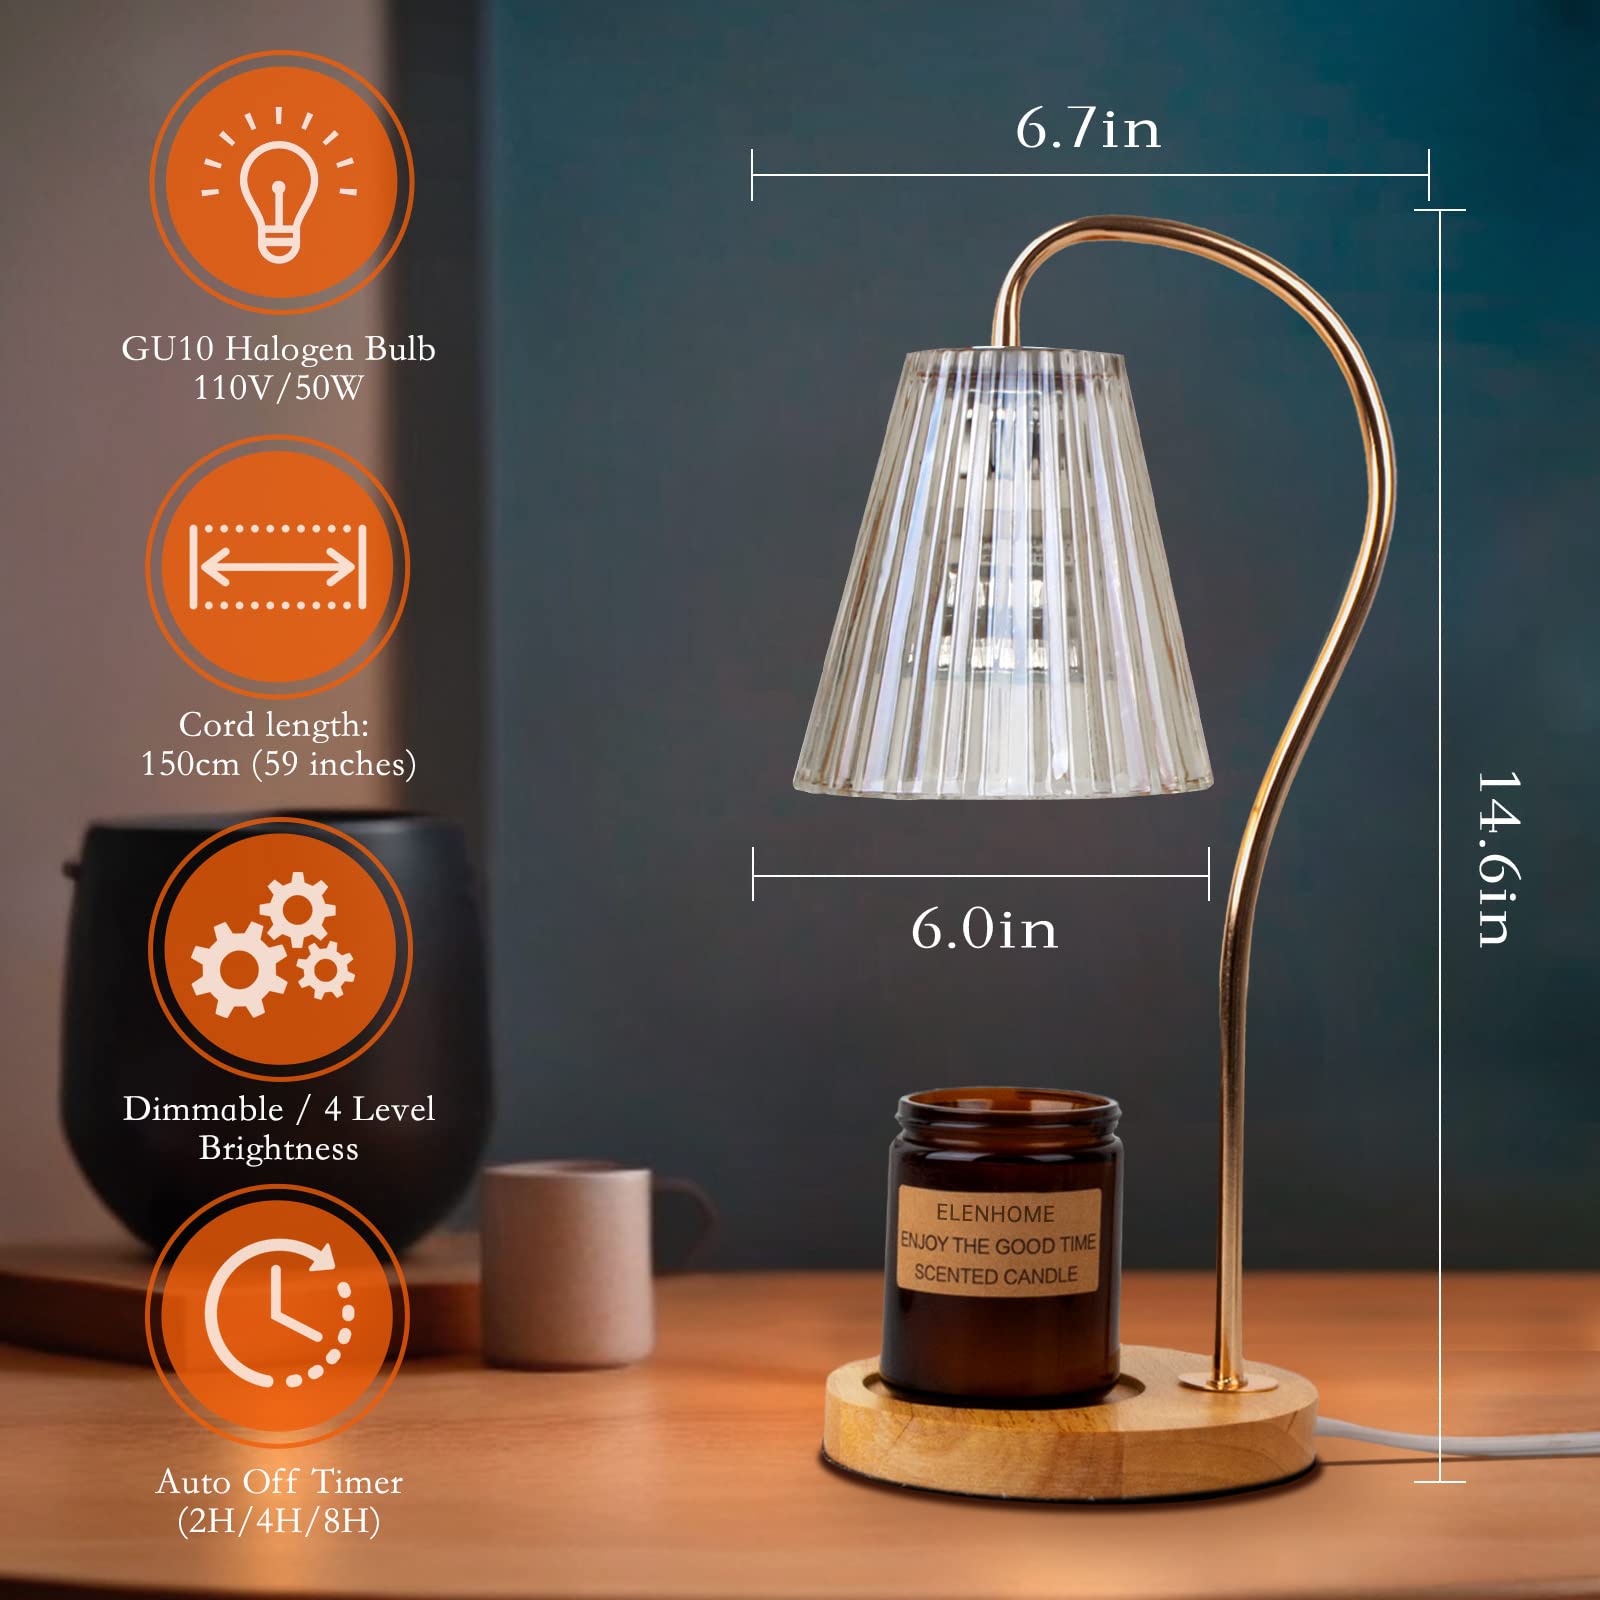 GU10 Halogen Bulb
110V/50W
Cord length:
150cm (59 inches)
Dimmable / 4 Level
Brightness
Auto Off Timer
(2H/4H/8H)
6.7in
14.6in
6.0in
ELENHOME
ENJOY THE GOOD TIME
SCENTED CANDLE